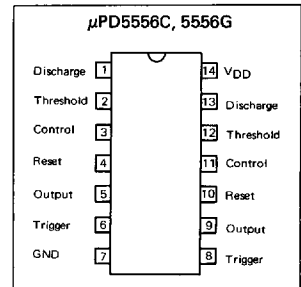 μPD5556C, 5556G
Discharge 1 14 VDD
Threshold 2 13 Discharge
Control 3 12 Threshold
Reset 4 11 Control
Output 5 10 Reset
Trigger 6 9 Output
GND 7 8 Trigger